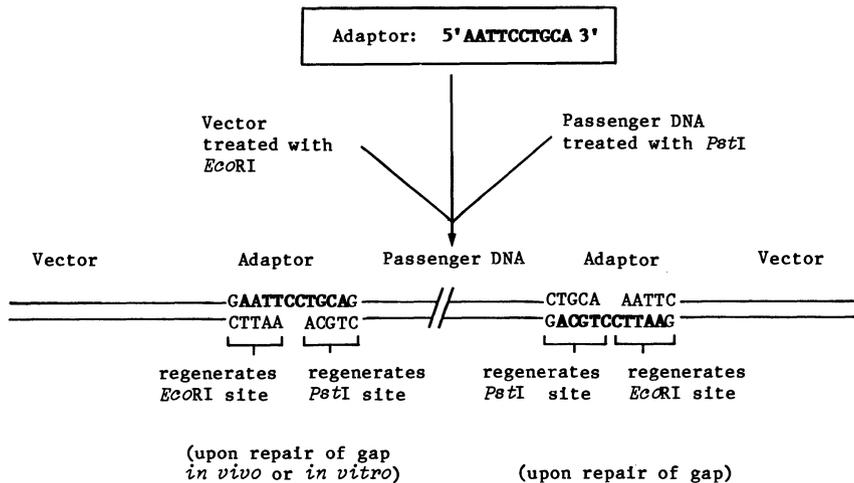 Adaptor: 5'AATTCCTGCA 3'
Vector
treated with
EcoRI
Passenger DNA
treated with PstI
Vector Adaptor Passenger DNA Adaptor Vector
GAATTCCTGCAG CTGCA AATTC
CTTAA ACGTC GACGTCCTTAAG
regenerates regenerates regenerates regenerates
EcoRI site PstI site PstI site EcoRI site
(upon repair of gap
in vivo or in vitro) (upon repair of gap)